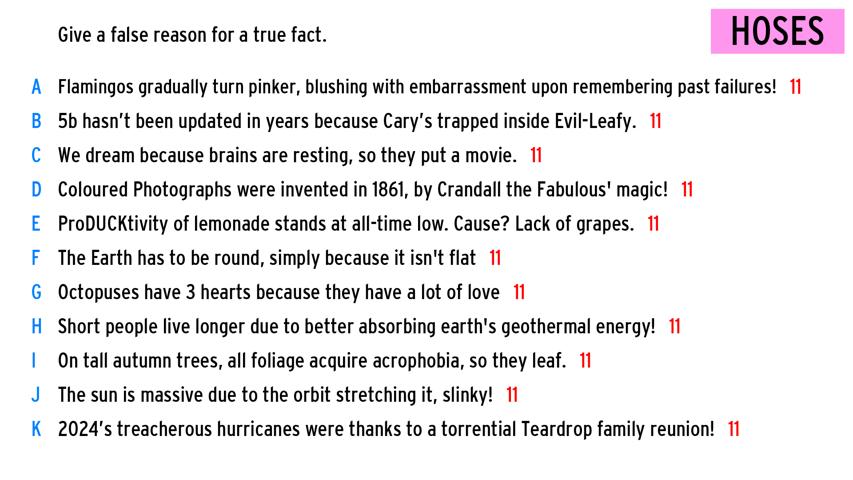 Give a false reason for a true fact.
HOSES
A Flamingos gradually turn pinker, blushing with embarrassment upon remembering past failures! 11
B 5b hasn't been updated in years because Cary's trapped inside Evil-Leafy. 11
C We dream because brains are resting, so they put a movie. 11
D Coloured Photographs were invented in 1861, by Crandall the Fabulous' magic! 11
E ProDUCKtivity of lemonade stands at all-time low. Cause? Lack of grapes. 11
F The Earth has to be round, simply because it isn't flat 11
G Octopuses have 3 hearts because they have a lot of love 11
H Short people live longer due to better absorbing earth's geothermal energy! 11
I On tall autumn trees, all foliage acquire acrophobia, so they leaf. 11
J The sun is massive due to the orbit stretching it, slinky! 11
K 2024's treacherous hurricanes were thanks to a torrential Teardrop family reunion! 11